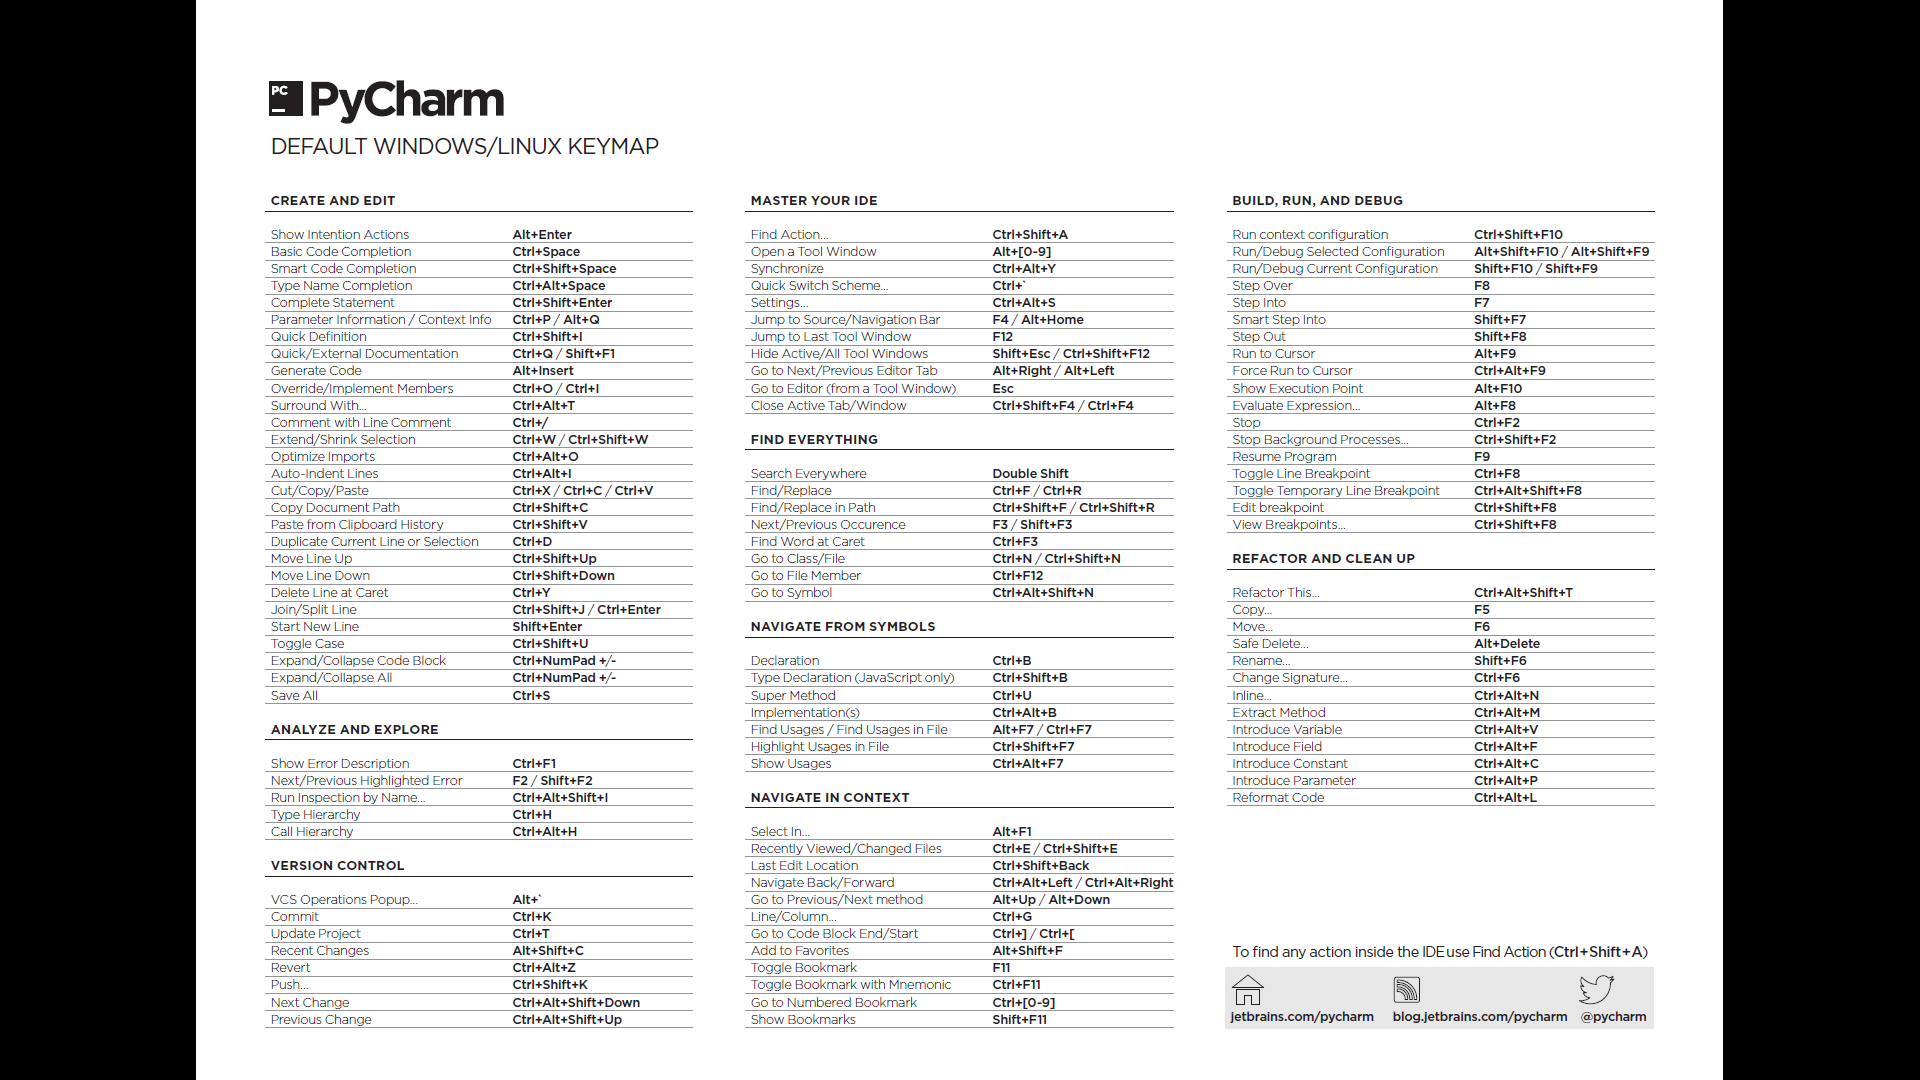 PC PyCharm
DEFAULT WINDOWS/LINUX KEYMAP
CREATE AND EDIT
Show Intention Actions Alt+Enter
Basic Code Completion Ctrl+Space
Smart Code Completion Ctrl+Shift+Space
Type Name Completion Ctrl+Alt+Space
Complete Statement Ctrl+Shift+Enter
Parameter Information / Context Info Ctrl+P / Alt+Q
Quick Definition Ctrl+Shift+I
Quick/External Documentation Ctrl+Q / Shift+F1
Generate Code Alt+Insert
Override/Implement Members Ctrl+O / Ctrl+I
Surround With... Ctrl+Alt+T
Comment with Line Comment Ctrl+/
Extend/Shrink Selection Ctrl+W / Ctrl+Shift+W
Optimize Imports Ctrl+Alt+O
Auto-Indent Lines Ctrl+Alt+I
Cut/Copy/Paste Ctrl+X / Ctrl+C / Ctrl+V
Copy Document Path Ctrl+Shift+C
Paste from Clipboard History Ctrl+Shift+V
Duplicate Current Line or Selection Ctrl+D
Move Line Up Ctrl+Shift+Up
Move Line Down Ctrl+Shift+Down
Delete Line at Caret Ctrl+Y
Join/Split Line Ctrl+Shift+J / Ctrl+Enter
Start New Line Shift+Enter
Toggle Case Ctrl+Shift+U
Expand/Collapse Code Block Ctrl+NumPad +/-
Expand/Collapse All Ctrl+NumPad +/-
Save All Ctrl+S
ANALYZE AND EXPLORE
Show Error Description Ctrl+F1
Next/Previous Highlighted Error F2 / Shift+F2
Run Inspection by Name... Ctrl+Alt+Shift+I
Type Hierarchy Ctrl+H
Call Hierarchy Ctrl+Alt+H
VERSION CONTROL
VCS Operations Popup... Alt+`
Commit Ctrl+K
Update Project Ctrl+T
Recent Changes Alt+Shift+C
Revert Ctrl+Alt+Z
Push... Ctrl+Shift+K
Next Change Ctrl+Alt+Shift+Down
Previous Change Ctrl+Alt+Shift+Up
MASTER YOUR IDE
Find Action... Ctrl+Shift+A
Open a Tool Window Alt+[0-9]
Synchronize Ctrl+Alt+Y
Quick Switch Scheme... Ctrl+`
Settings... Ctrl+Alt+S
Jump to Source/Navigation Bar F4 / Alt+Home
Jump to Last Tool Window F12
Hide Active/All Tool Windows Shift+Esc / Ctrl+Shift+F12
Go to Next/Previous Editor Tab Alt+Right / Alt+Left
Go to Editor (from a Tool Window) Esc
Close Active Tab/Window Ctrl+Shift+F4 / Ctrl+F4
FIND EVERYTHING
Search Everywhere Double Shift
Find/Replace Ctrl+F / Ctrl+R
Find/Replace in Path Ctrl+Shift+F / Ctrl+Shift+R
Next/Previous Occurence F3 / Shift+F3
Find Word at Caret Ctrl+F3
Go to Class/File Ctrl+N / Ctrl+Shift+N
Go to File Member Ctrl+F12
Go to Symbol Ctrl+Alt+Shift+N
NAVIGATE FROM SYMBOLS
Declaration Ctrl+B
Type Declaration (JavaScript only) Ctrl+Shift+B
Super Method Ctrl+U
Implementation(s) Ctrl+Alt+B
Find Usages / Find Usages in File Alt+F7 / Ctrl+F7
Highlight Usages in File Ctrl+Shift+F7
Show Usages Ctrl+Alt+F7
NAVIGATE IN CONTEXT
Select In... Alt+F1
Recently Viewed/Changed Files Ctrl+E / Ctrl+Shift+E
Last Edit Location Ctrl+Shift+Back
Navigate Back/Forward Ctrl+Alt+Left / Ctrl+Alt+Right
Go to Previous/Next method Alt+Up / Alt+Down
Line/Column... Ctrl+G
Go to Code Block End/Start Ctrl+] / Ctrl+[
Add to Favorites Alt+Shift+F
Toggle Bookmark F11
Toggle Bookmark with Mnemonic Ctrl+F11
Go to Numbered Bookmark Ctrl+[0-9]
Show Bookmarks Shift+F11
BUILD, RUN, AND DEBUG
Run context configuration Ctrl+Shift+F10
Run/Debug Selected Configuration Alt+Shift+F10 / Alt+Shift+F9
Run/Debug Current Configuration Shift+F10 / Shift+F9
Step Over F8
Step Into F7
Smart Step Into Shift+F7
Step Out Shift+F8
Run to Cursor Alt+F9
Force Run to Cursor Ctrl+Alt+F9
Show Execution Point Alt+F10
Evaluate Expression... Alt+F8
Stop Ctrl+F2
Stop Background Processes... Ctrl+Shift+F2
Resume Program F9
Toggle Line Breakpoint Ctrl+F8
Toggle Temporary Line Breakpoint Ctrl+Alt+Shift+F8
Edit breakpoint Ctrl+Shift+F8
View Breakpoints... Ctrl+Shift+F8
REFACTOR AND CLEAN UP
Refactor This... Ctrl+Alt+Shift+T
Copy... F5
Move... F6
Safe Delete... Alt+Delete
Rename... Shift+F6
Change Signature... Ctrl+F6
Inline... Ctrl+Alt+N
Extract Method Ctrl+Alt+M
Introduce Variable Ctrl+Alt+V
Introduce Field Ctrl+Alt+F
Introduce Constant Ctrl+Alt+C
Introduce Parameter Ctrl+Alt+P
Reformat Code Ctrl+Alt+L
To find any action inside the IDE use Find Action (Ctrl+Shift+A)
jetbrains.com/pycharm blog.jetbrains.com/pycharm @pycharm